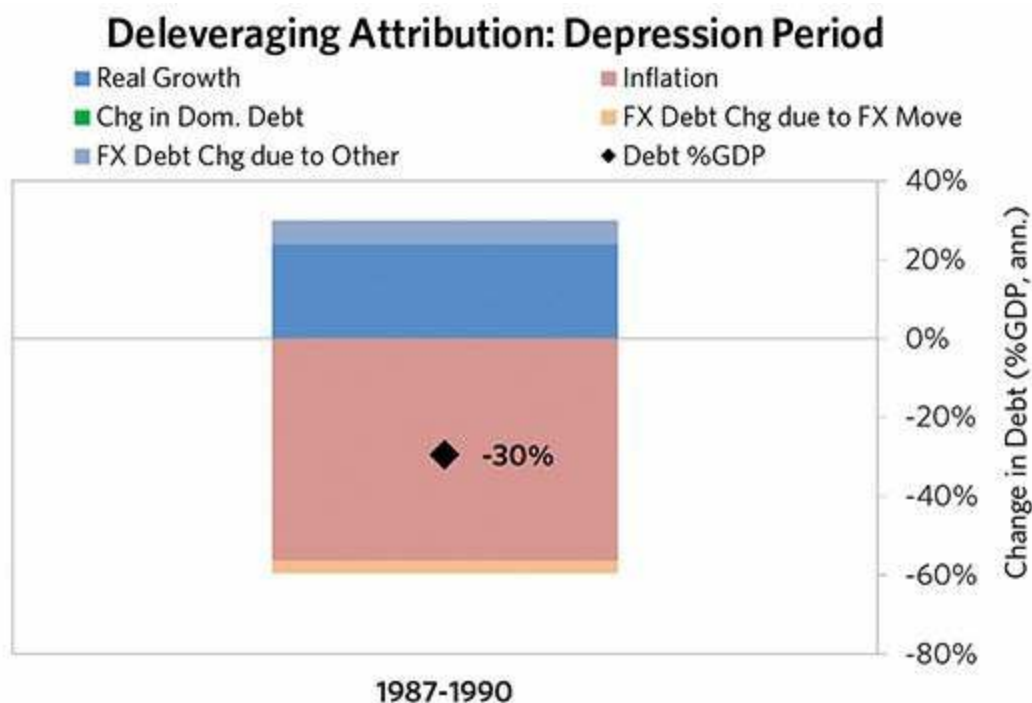 Deleveraging Attribution: Depression Period
Real Growth
Inflation
Chg in Dom. Debt
FX Debt Chg due to FX Move
FX Debt Chg due to Other
Debt %GDP
40%
20%
0%
-20%
-40%
-60%
-80%
Change in Debt (%GDP, ann.)
-30%
1987-1990